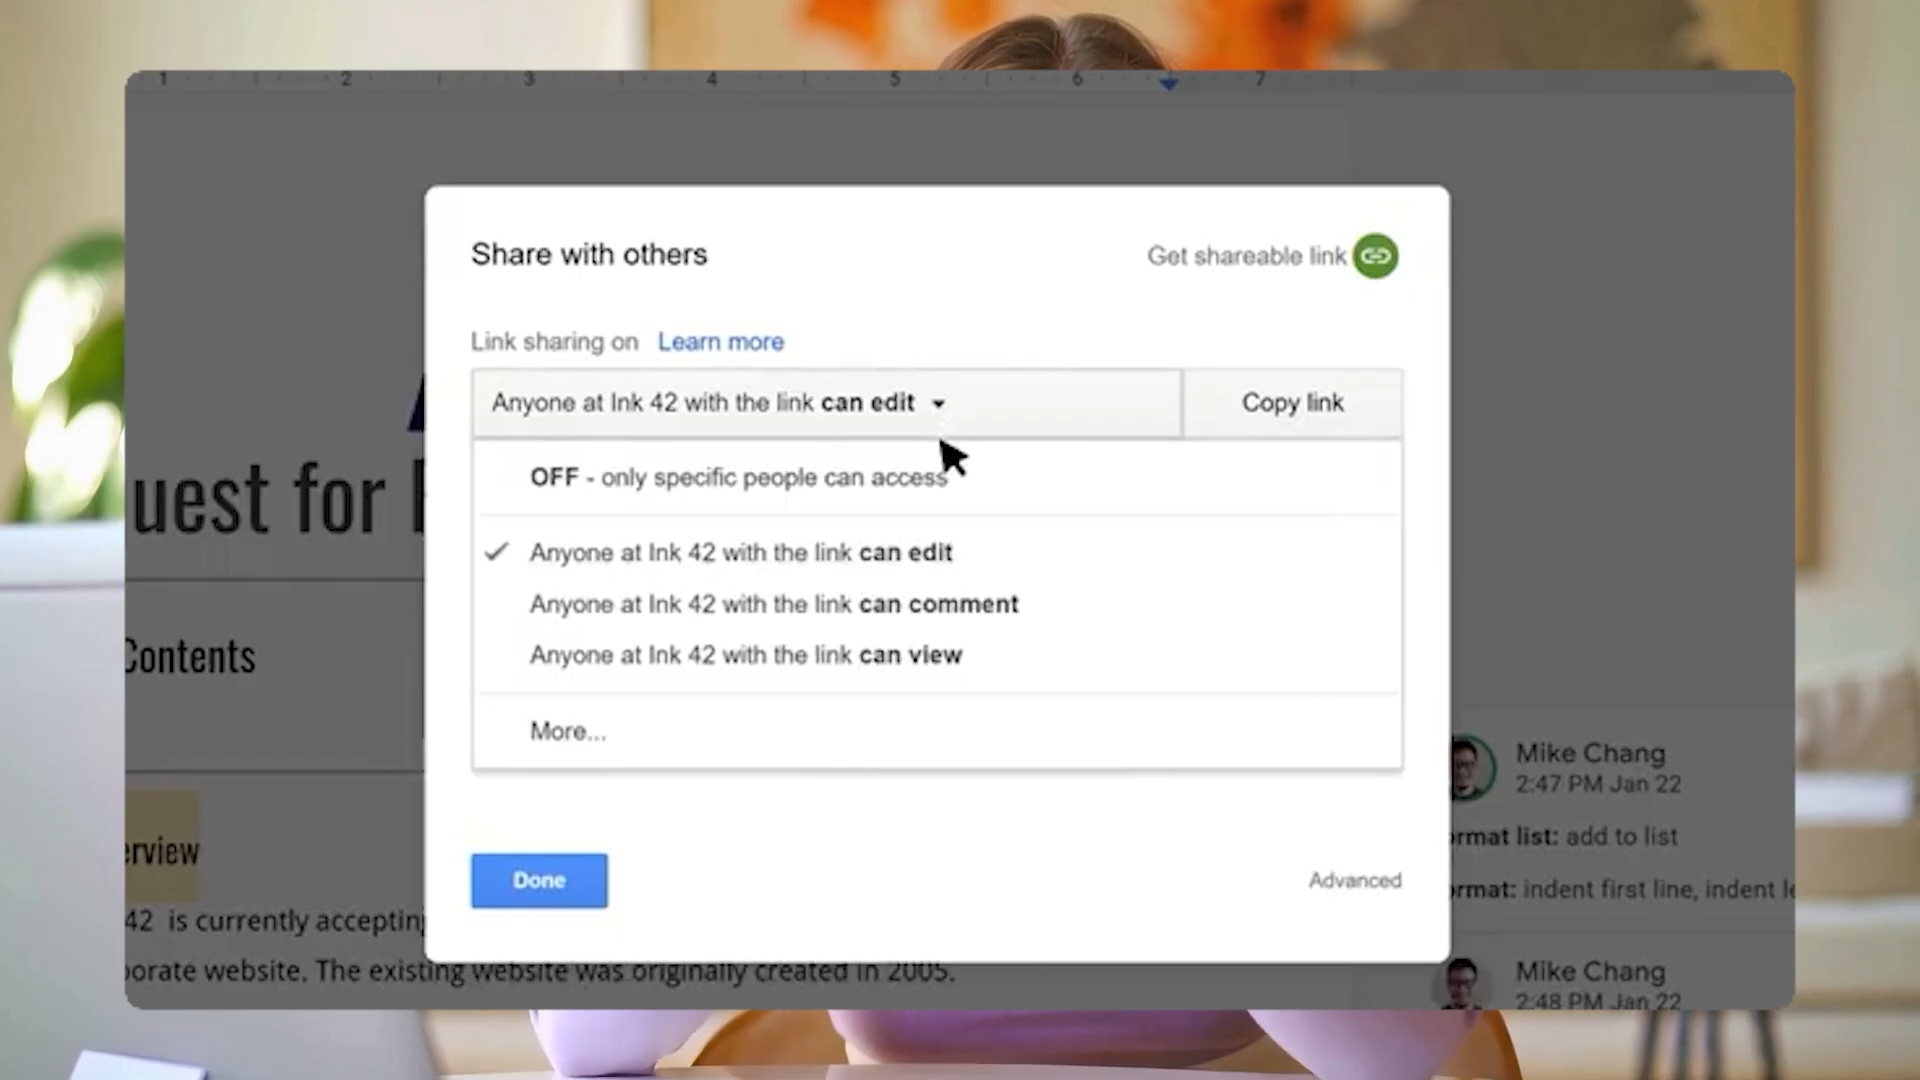 1 2 3 4 5 6 7
Share with others
Get shareable link
Link sharing on Learn more
Anyone at Ink 42 with the link can edit
Copy link
OFF - only specific people can access
Anyone at Ink 42 with the link can edit
Anyone at Ink 42 with the link can comment
Anyone at Ink 42 with the link can view
More...
Done
Advanced
uest for
Contents
erview
42 is currently accepting
porate website. The existing website was originally created in 2005.
Mike Chang
2:47 PM Jan 22
ormat list: add to list
ormat: indent first line, indent le
Mike Chang
2:48 PM Jan 22